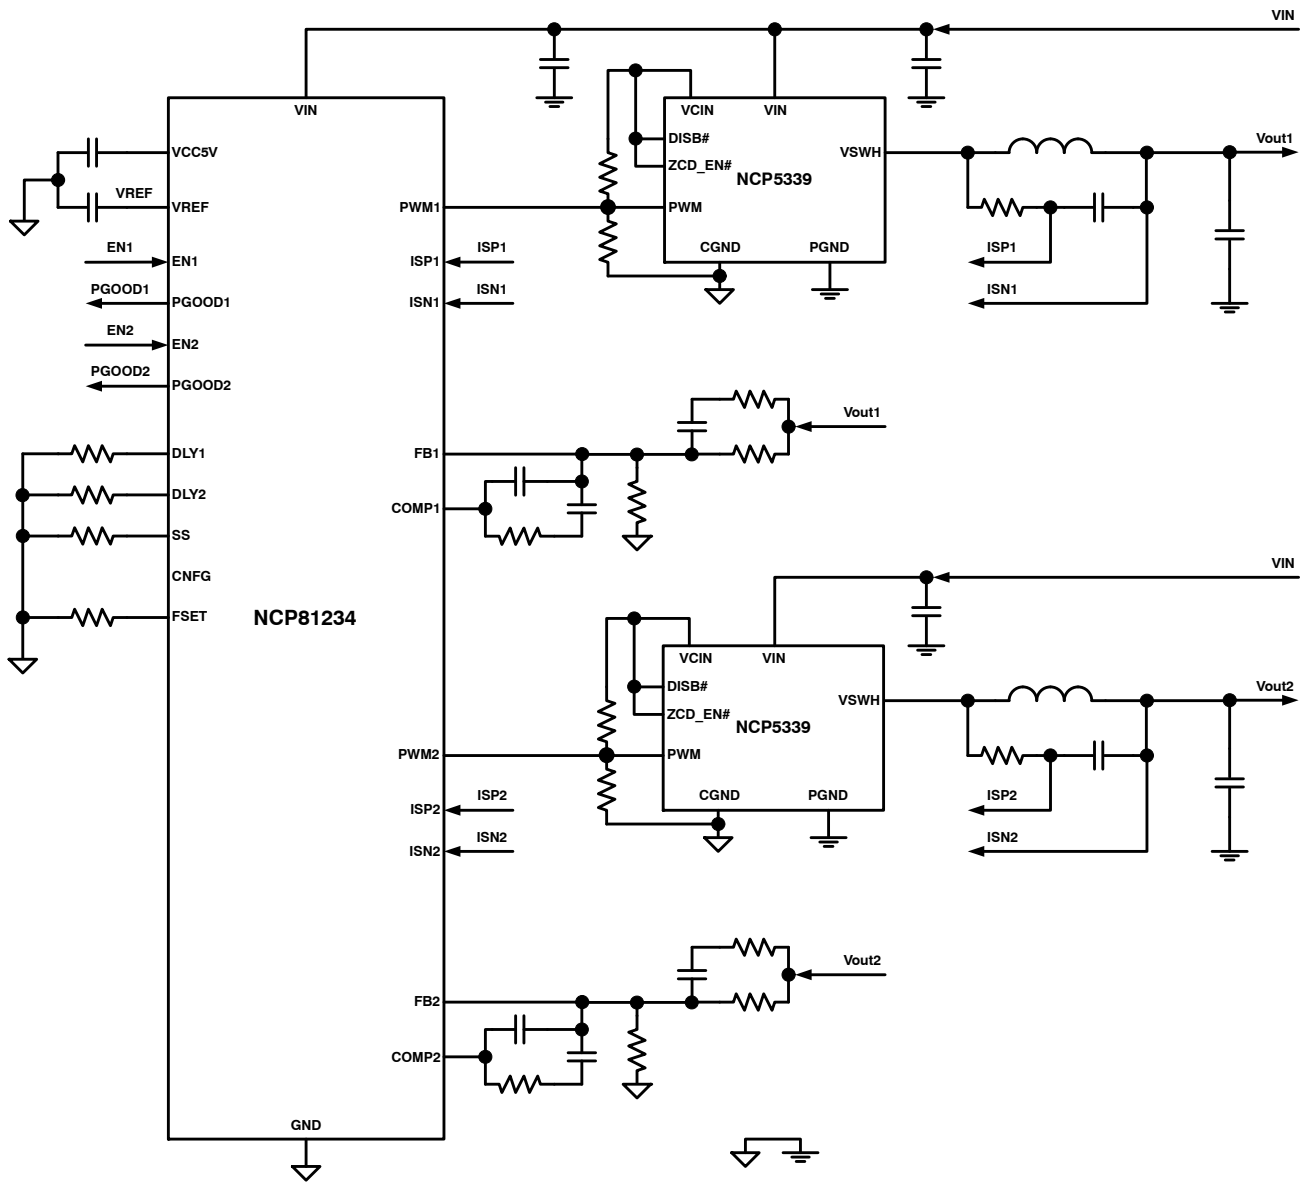 VIN
VIN
VCIN
VIN
DISB#
ZCD_EN#
NCP5339
VSWH
Vout1
VCC5V
VREF
VREF
PWM1
PWM
EN1
EN1
ISP1
ISP1
CGND
PGND
ISP1
PGOOD1
PGOOD1
ISN1
ISN1
ISN1
EN2
EN2
PGOOD2
PGOOD2
Vout1
DLY1
FB1
DLY2
COMP1
SS
CNFG
VIN
FSET
NCP81234
VCIN
VIN
DISB#
ZCD_EN#
NCP5339
VSWH
Vout2
PWM2
PWM
ISP2
ISP2
CGND
PGND
ISP2
ISN2
ISN2
ISN2
Vout2
FB2
COMP2
GND